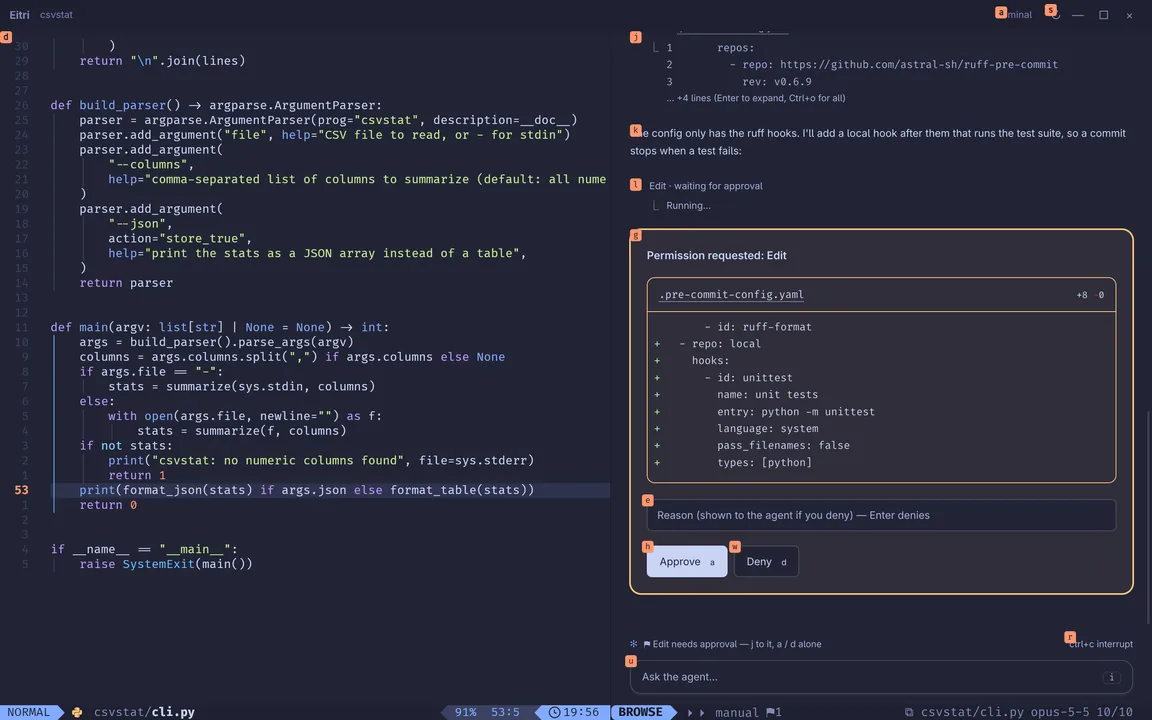 Eitri csvstat
a minal s
d
30 )
29 return "\n".join(lines)
28
27
26 def build_parser() -> argparse.ArgumentParser:
25 parser = argparse.ArgumentParser(prog="csvstat", description=__doc__)
24 parser.add_argument("file", help="CSV file to read, or - for stdin")
23 parser.add_argument(
22 "--columns",
21 help="comma-separated list of columns to summarize (default: all nume
20 )
19 parser.add_argument(
18 "--json",
17 action="store_true",
16 help="print the stats as a JSON array instead of a table",
15 )
14 return parser
13
12
11 def main(argv: list[str] | None = None) -> int:
10 args = build_parser().parse_args(argv)
9 columns = args.columns.split(",") if args.columns else None
8 if args.file == "-":
7 stats = summarize(sys.stdin, columns)
6 else:
5 with open(args.file, newline="") as f:
4 stats = summarize(f, columns)
3 if not stats:
2 print("csvstat: no numeric columns found", file=sys.stderr)
1 return 1
53 print(format_json(stats) if args.json else format_table(stats))
1 return 0
2
3
4 if __name__ == "__main__":
5 raise SystemExit(main())
NORMAL csvstat/cli.py 91% 53:5 19:56
j
1 repos:
2 - repo: https://github.com/astral-sh/ruff-pre-commit
3 rev: v0.6.9
... +4 lines (Enter to expand, Ctrl+o for all)
k e config only has the ruff hooks. I'll add a local hook after them that runs the test suite, so a commit
stops when a test fails:
l Edit · waiting for approval
Running...
g
Permission requested: Edit
.pre-commit-config.yaml +8 -0
- id: ruff-format
+ - repo: local
+ hooks:
+ - id: unittest
+ name: unit tests
+ entry: python -m unittest
+ language: system
+ pass_filenames: false
+ types: [python]
e
Reason (shown to the agent if you deny) — Enter denies
h w
Approve a Deny d
Edit needs approval — j to it, a / d alone r ctrl+c interrupt
u
Ask the agent... i
BROWSE manual 1 csvstat/cli.py opus-5-5 10/10